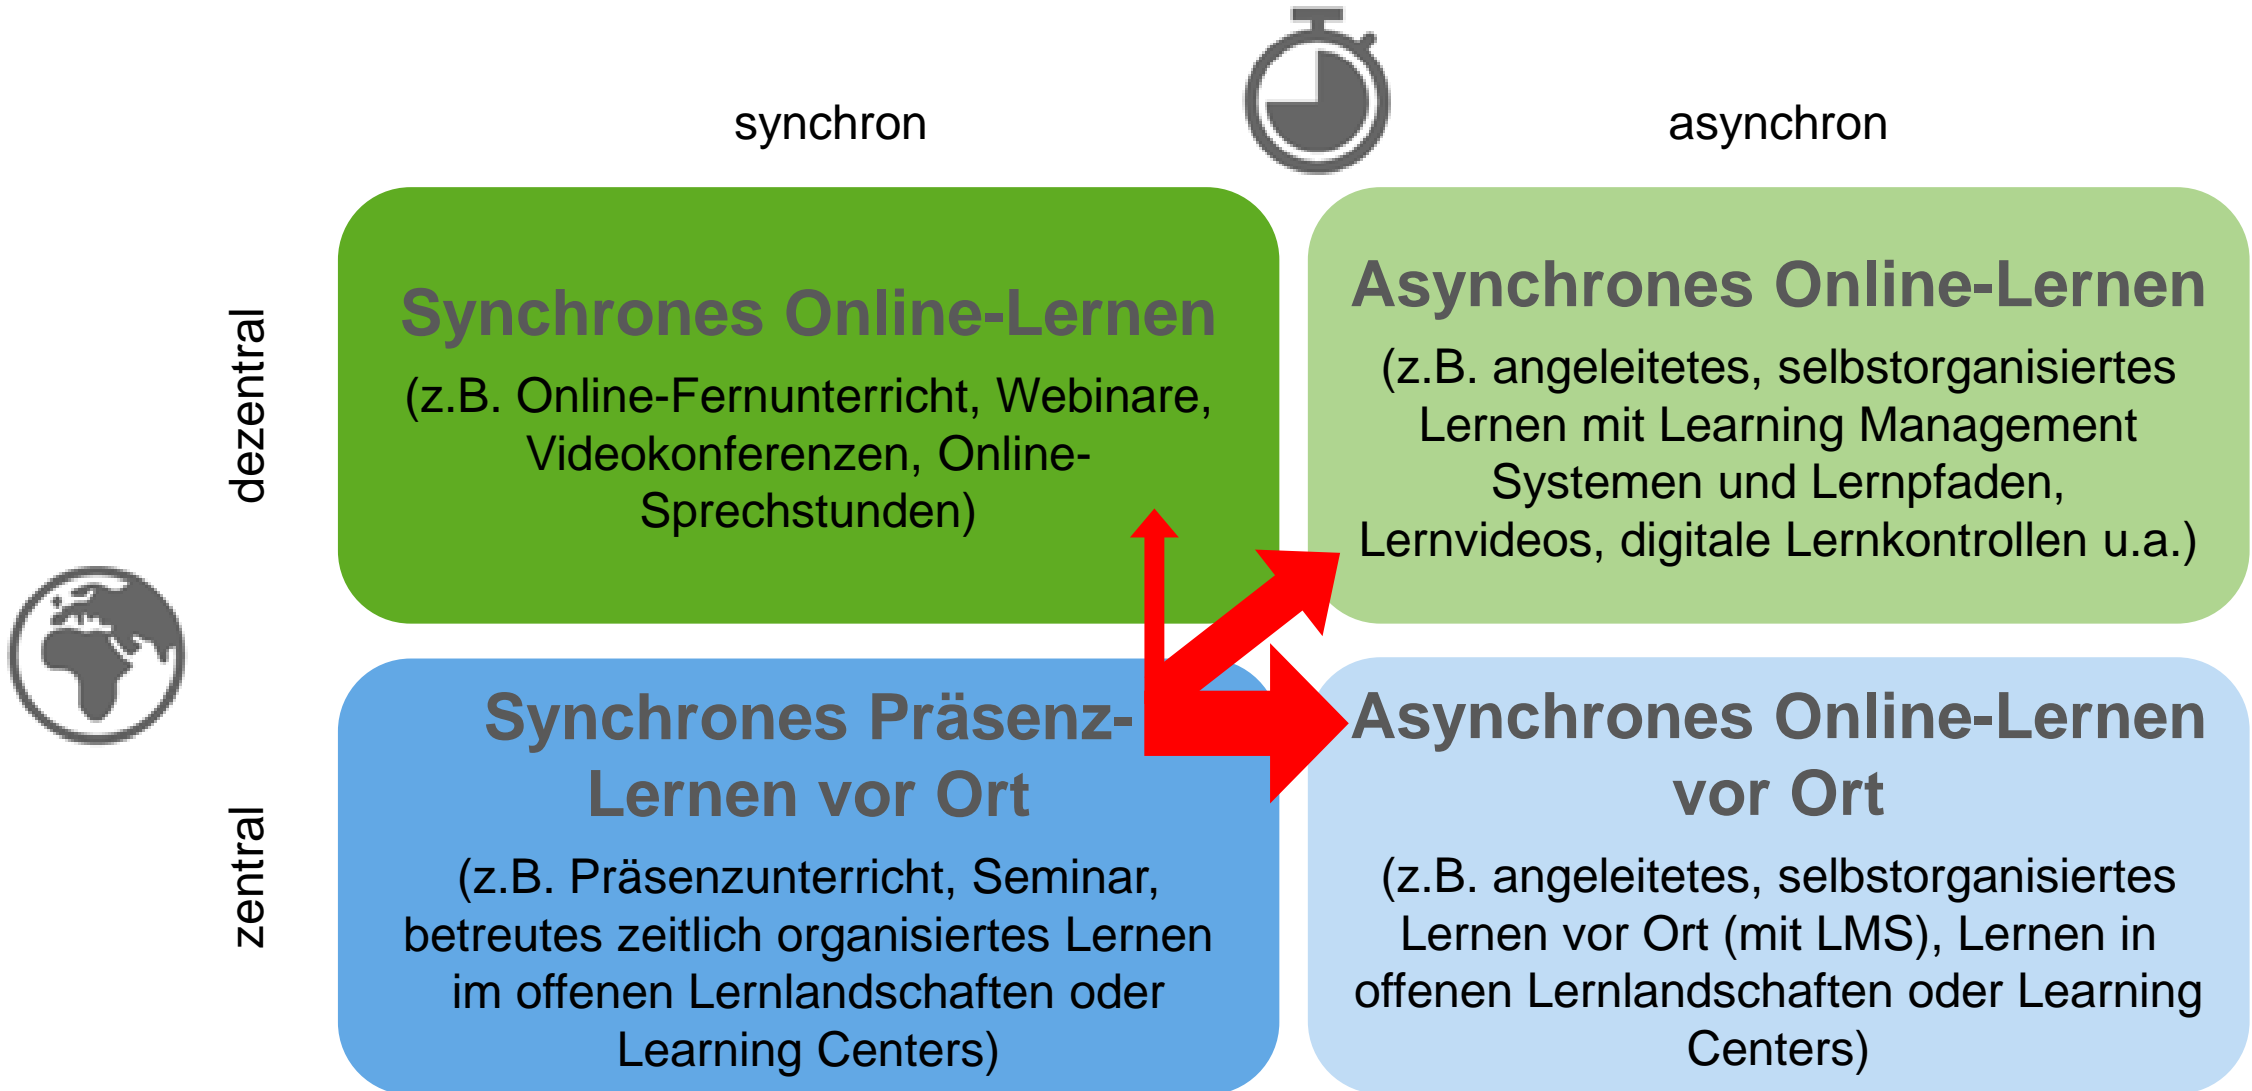 synchron
asynchron
dezentral
Synchrones Online-Lernen
(z.B. Online-Fernunterricht, Webinare,
Videokonferenzen, Online-
Sprechstunden)
Asynchrones Online-Lernen
(z.B. angeleitetes, selbstorganisiertes
Lernen mit Learning Management
Systemen und Lernpfaden,
Lernvideos, digitale Lernkontrollen u.a.)
zentral
Synchrones Präsenz-
Lernen vor Ort
(z.B. Präsenzunterricht, Seminar,
betreutes zeitlich organisiertes Lernen
im offenen Lernlandschaften oder
Learning Centers)
Asynchrones Online-Lernen
vor Ort
(z.B. angeleitetes, selbstorganisiertes
Lernen vor Ort (mit LMS), Lernen in
offenen Lernlandschaften oder Learning
Centers)